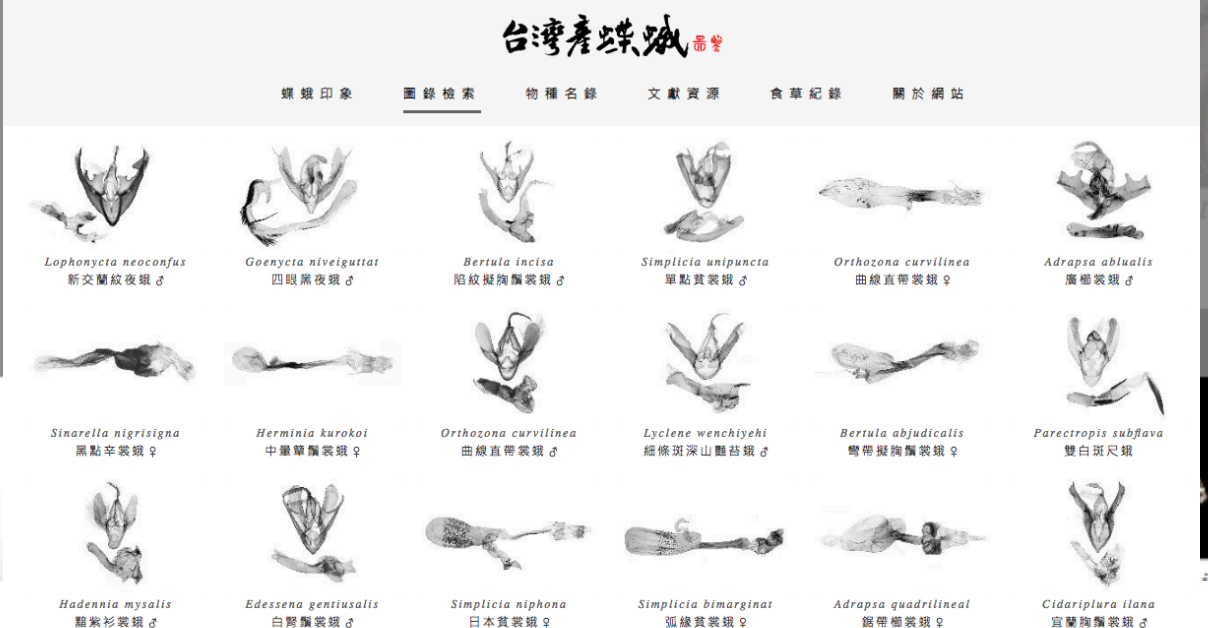 台灣產蝶蛾圖鑑
蝶蛾印象 圖錄檢索 物種名錄 文獻資源 食草紀錄 關於網站
Lophonycta neoconfus
新交蘭紋夜蛾♂
Goenycta niveiguttat
四眼黑夜蛾♂
Bertula incisa
陷紋擬胸鬚裳蛾♂
Simplicia unipuncta
單點貧裳蛾♂
Orthozona curvilinea
曲線直帶裳蛾♀
Adrapsa ablualis
廣櫛裳蛾♂
Sinarella nigrisigna
黑點辛裳蛾♀
Herminia kurokoi
中暈簞鬚裳蛾♀
Orthozona curvilinea
曲線直帶裳蛾♂
Lyclene wenchiyehi
細條斑深山豔苔蛾♂
Bertula abjudicalis
彎帶擬胸鬚裳蛾♀
Parectropis subflava
雙白斑尺蛾
Hadennia mysalis
黯紫衫裳蛾♂
Edessena gentiusalis
白腎鬚裳蛾♂
Simplicia niphona
日本貧裳蛾♀
Simplicia bimarginat
弧緣貧裳蛾♀
Adrapsa quadrilineal
鋸帶櫛裳蛾♀
Cidariplura ilana
宜蘭胸鬚裳蛾♂